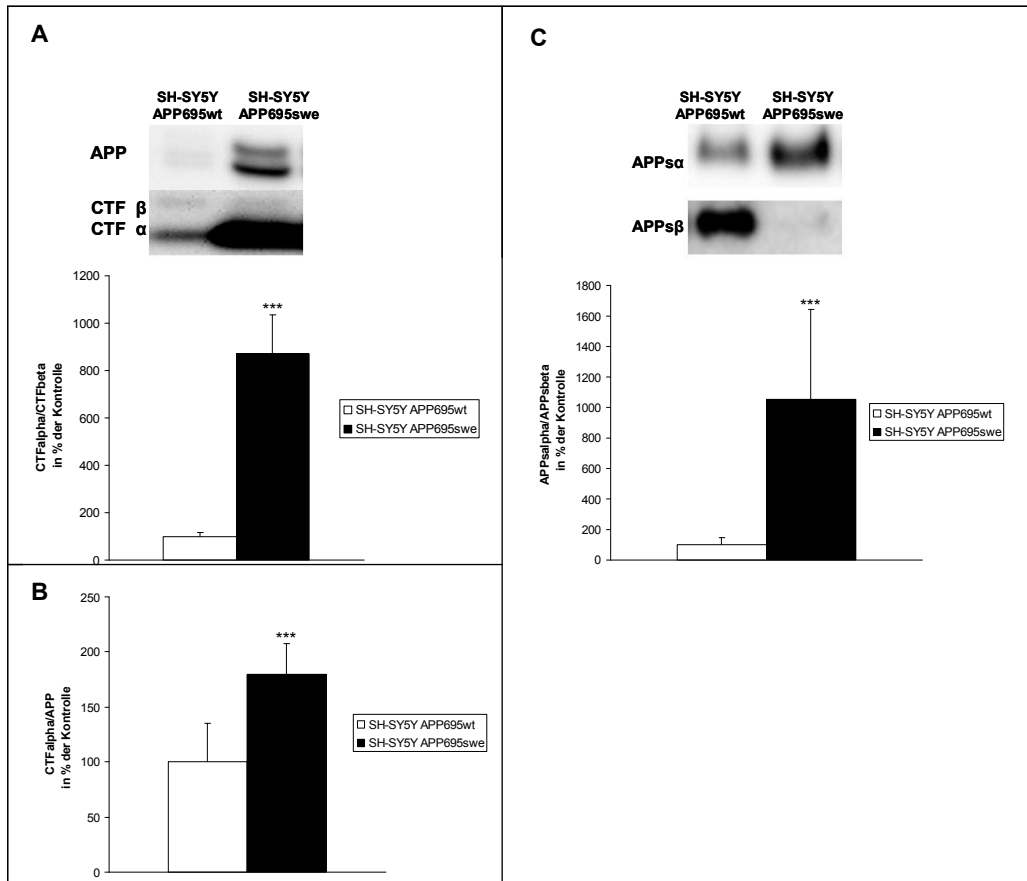 A
SH-SY5Y SH-SY5Y
APP695wt APP695swe
APP
CTF β
CTF α
1200
1000
800
600
400
200
0
CTFalpha/CTFbeta
in % der Kontrolle
***
SH-SY5Y APP695wt
SH-SY5Y APP695swe
B
250
200
150
100
50
0
CTFalpha/APP
in % der Kontrolle
***
SH-SY5Y APP695wt
SH-SY5Y APP695swe
C
SH-SY5Y SH-SY5Y
APP695wt APP695swe
APPsα
APPsβ
1800
1600
1400
1200
1000
800
600
400
200
0
APPsalpha/APPsbeta
in % der Kontrolle
***
SH-SY5Y APP695wt
SH-SY5Y APP695swe